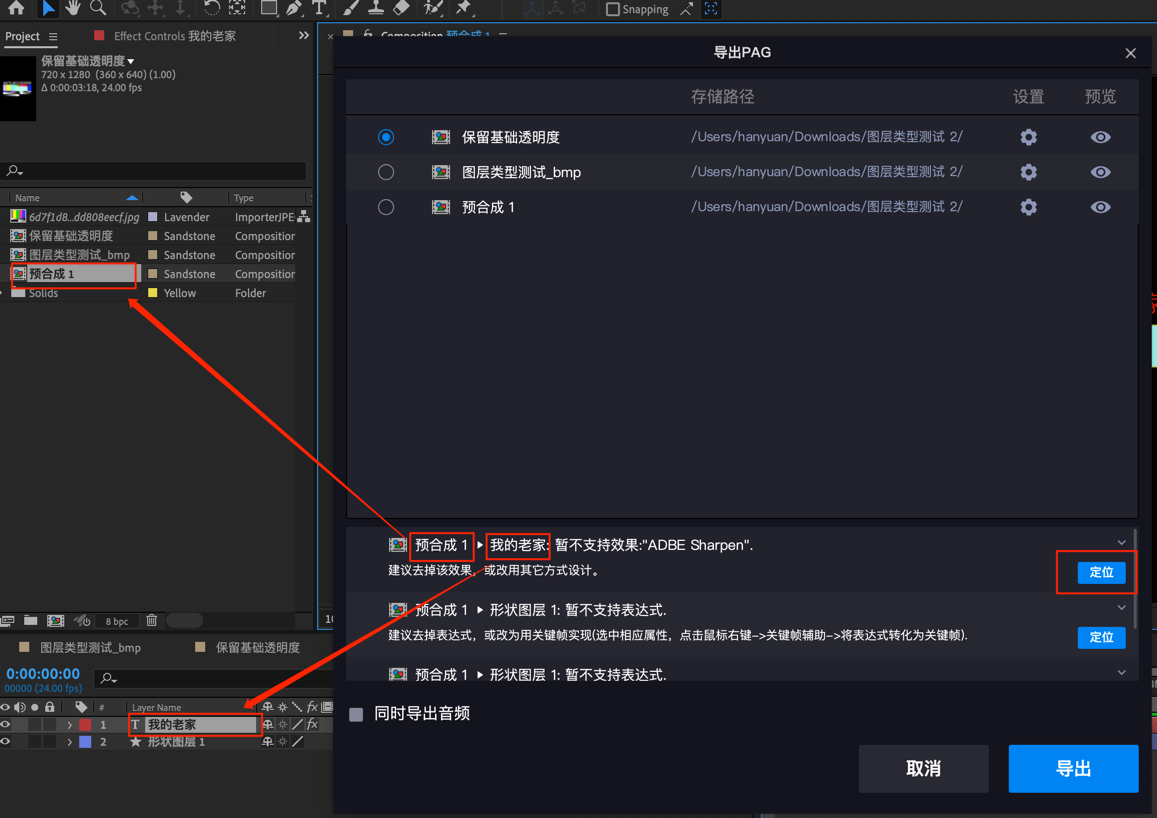 Snapping
Project
Effect Controls 我的老家
Composition 预合成 1
保留基础透明度
720 x 1280 (360 x 640) (1.00)
Δ 0:00:03:18, 24.00 fps
Name
Type
6d7f1d8...dd808eecf.jpg
Lavender
ImporterJPE
保留基础透明度
Sandstone
Composition
图层类型测试_bmp
Sandstone
Composition
预合成 1
Sandstone
Composition
Solids
Yellow
Folder
8 bpc
导出PAG
存储路径
设置
预览
保留基础透明度
/Users/hanyuan/Downloads/图层类型测试 2/
图层类型测试_bmp
/Users/hanyuan/Downloads/图层类型测试 2/
预合成 1
/Users/hanyuan/Downloads/图层类型测试 2/
预合成 1 我的老家: 暂不支持效果:"ADBE Sharpen".
建议去掉该效果，或改用其它方式设计。
定位
预合成 1 形状图层 1: 暂不支持表达式.
建议去掉表达式，或改为用关键帧实现(选中相应属性，点击鼠标右键->关键帧辅助->将表达式转化为关键帧).
定位
预合成 1 形状图层 1: 暂不支持表达式.
同时导出音频
取消
导出
图层类型测试_bmp
保留基础透明度
0:00:00:00
00000 (24.00 fps)
#
Layer Name
fx
1
T 我的老家
fx
2
形状图层 1